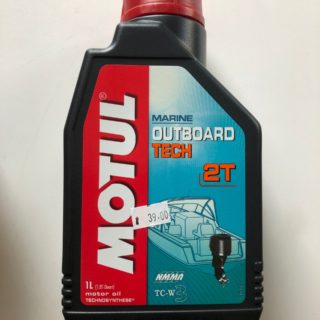 MOTUL
MARINE
OUTBOARD
TECH
2T
39.00
NMMA
TC-W3
1L
motor oil
TECHNOSYNTHESE®